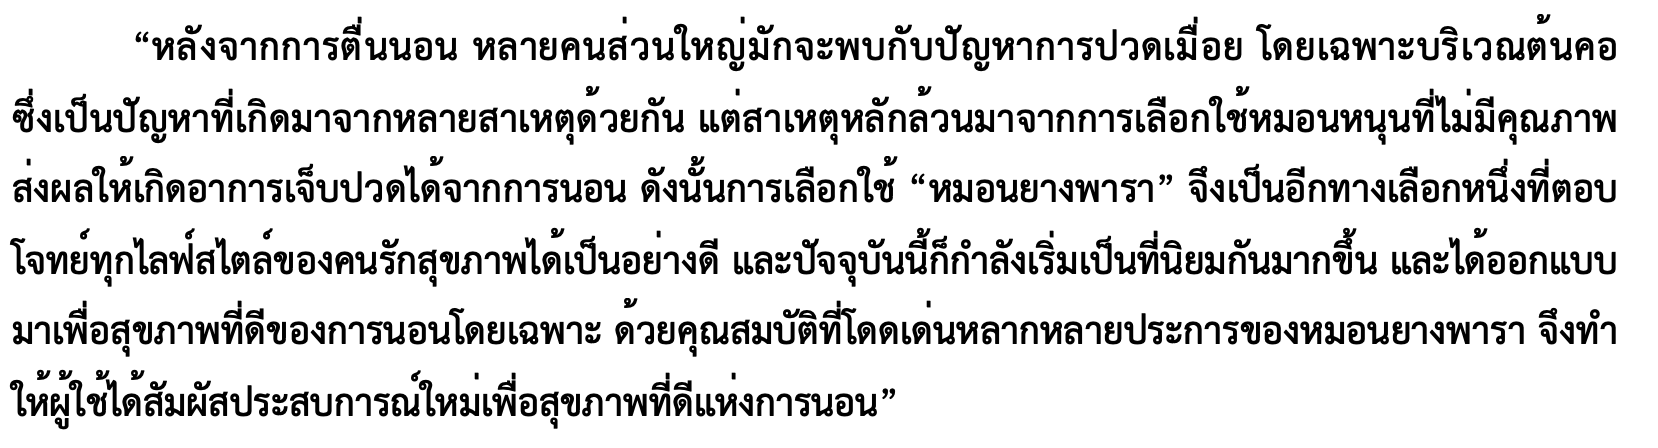 “หลังจากการตื่นนอน หลายคนส่วนใหญ่มักจะพบกับปัญหาการปวดเมื่อย โดยเฉพาะบริเวณต้นคอ
ซึ่งเป็นปัญหาที่เกิดมาจากหลายสาเหตุด้วยกัน แต่สาเหตุหลักล้วนมาจากการเลือกใช้หมอนหนุนที่ไม่มีคุณภาพ
ส่งผลให้เกิดอาการเจ็บปวดได้จากการนอน ดังนั้นการเลือกใช้ “หมอนยางพารา” จึงเป็นอีกทางเลือกหนึ่งที่ตอบ
โจทย์ทุกไลฟ์สไตล์ของคนรักสุขภาพได้เป็นอย่างดี และปัจจุบันนี้ก็กำลังเริ่มเป็นที่นิยมกันมากขึ้น และได้ออกแบบ
มาเพื่อสุขภาพที่ดีของการนอนโดยเฉพาะ ด้วยคุณสมบัติที่โดดเด่นหลากหลายประการของหมอนยางพารา จึงทำ
ให้ผู้ใช้ได้สัมผัสประสบการณ์ใหม่เพื่อสุขภาพที่ดีแห่งการนอน”